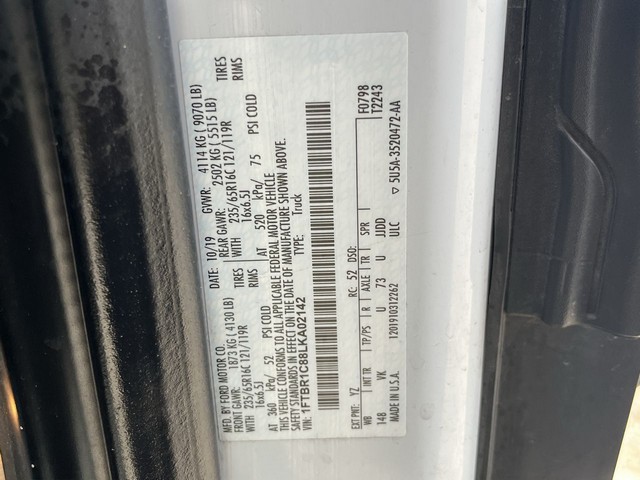 MFD. BY FORD MOTOR CO.
DATE: 10/19 GVWR: 4114 KG ( 9070 LB)
FRONT GAWR: 1873 KG ( 4130 LB) REAR GAWR: 2502 KG ( 5515 LB)
WITH 235/65R16C 121/119R TIRES WITH 235/65R16C 121/119R TIRES
16x6.5J RIMS 16x6.5J RIMS
AT 360 kPa/ 52 PSI COLD AT 520 kPa/ 75 PSI COLD
THIS VEHICLE CONFORMS TO ALL APPLICABLE FEDERAL MOTOR VEHICLE
SAFETY STANDARDS IN EFFECT ON THE DATE OF MANUFACTURE SHOWN ABOVE.
VIN: 1FTBR1C88LKA02142 TYPE: Truck
F0798
T2243
EXT PNT: YZ RC: 52 DSO:
WB INT TR TP/PS R AXLE TR SPR
148 VK U 73 U JJDD
MADE IN U.S.A. 1201910312262 ULC
▽ 5U5A-3520472-AA